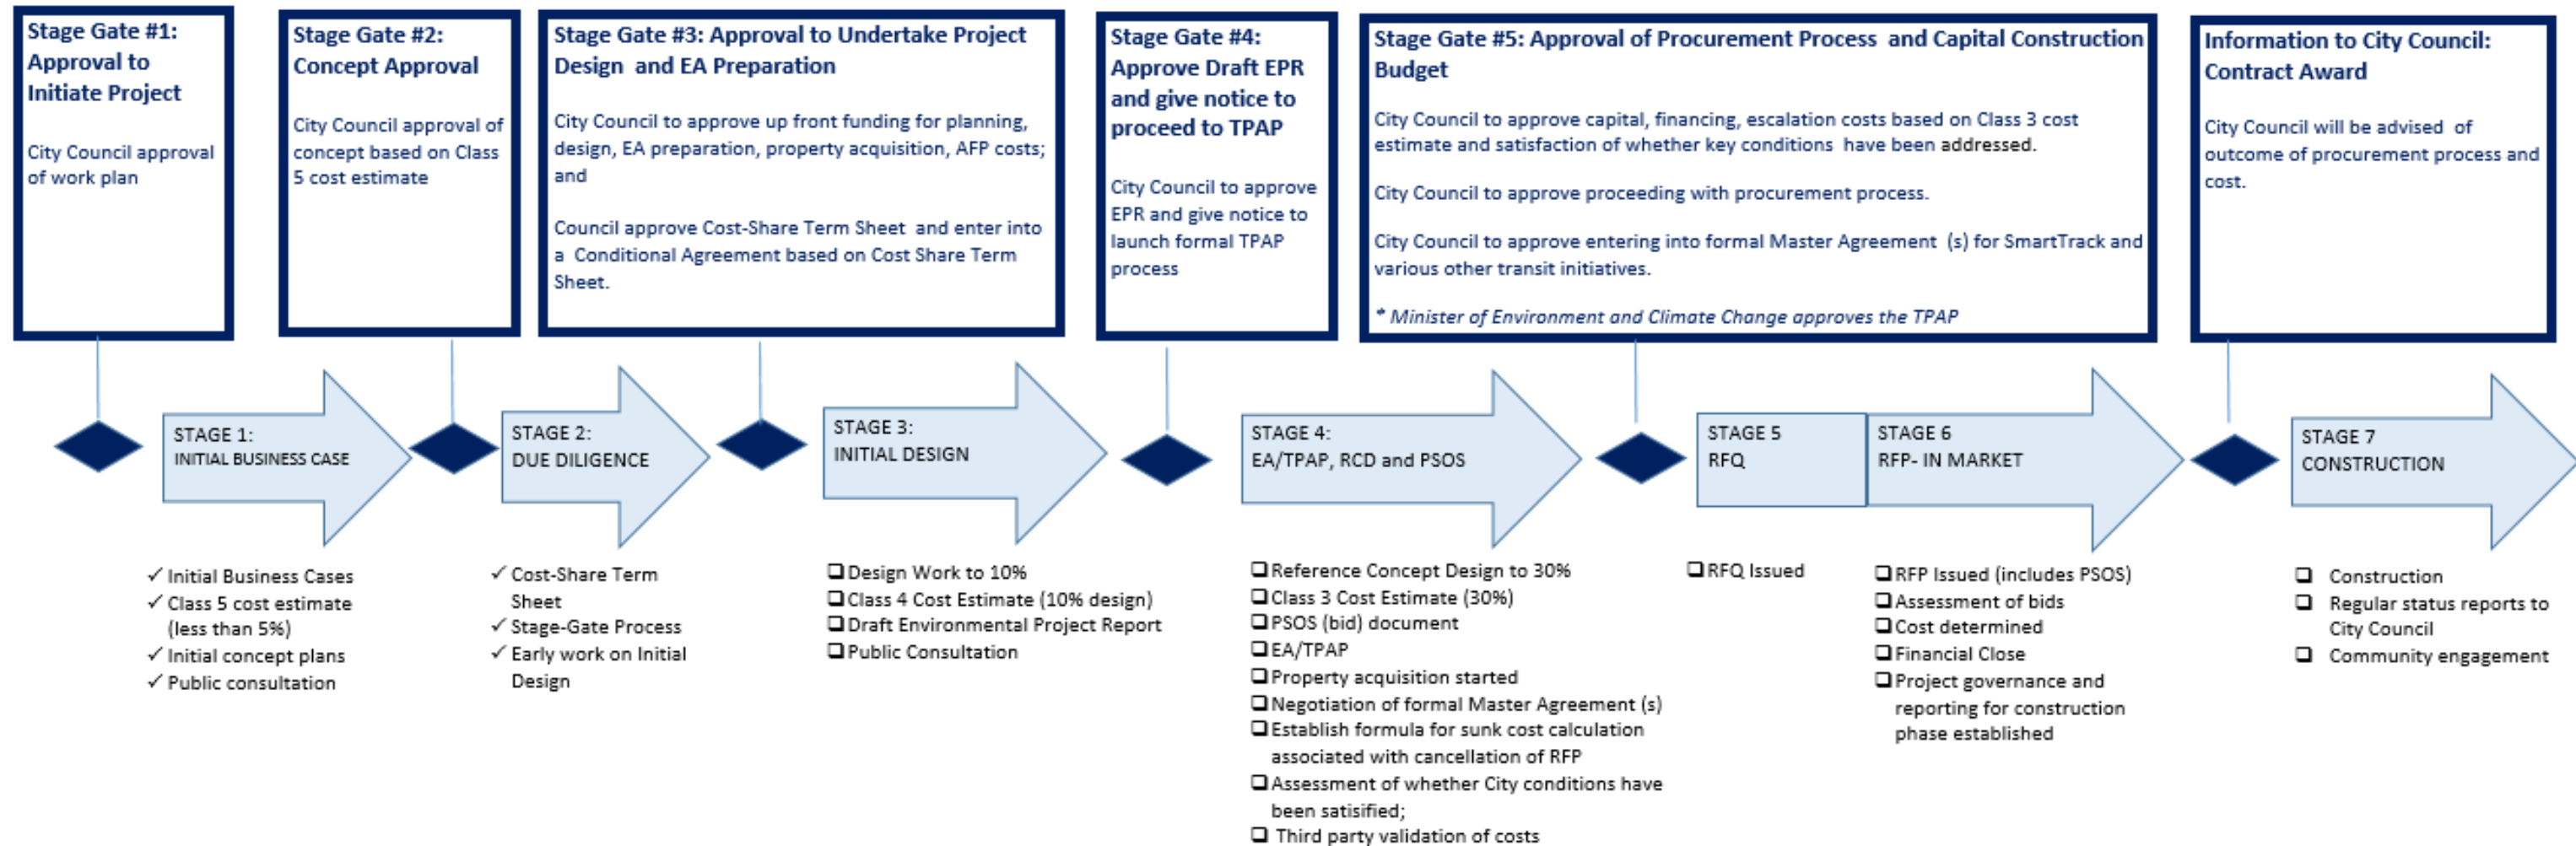 Stage Gate #1:
Approval to
Initiate Project
City Council approval
of work plan
Stage Gate #2:
Concept Approval
City Council approval of
concept based on Class
5 cost estimate
Stage Gate #3: Approval to Undertake Project
Design and EA Preparation
City Council to approve up front funding for planning,
design, EA preparation, property acquisition, AFP costs;
and
Council approve Cost-Share Term Sheet and enter into
a Conditional Agreement based on Cost Share Term
Sheet.
Stage Gate #4:
Approve Draft EPR
and give notice to
proceed to TPAP
City Council to approve
EPR and give notice to
launch formal TPAP
process
Stage Gate #5: Approval of Procurement Process and Capital Construction
Budget
City Council to approve capital, financing, escalation costs based on Class 3 cost
estimate and satisfaction of whether key conditions have been addressed.
City Council to approve proceeding with procurement process.
City Council to approve entering into formal Master Agreement (s) for SmartTrack and
various other transit initiatives.
* Minister of Environment and Climate Change approves the TPAP
Information to City Council:
Contract Award
City Council will be advised of
outcome of procurement process and
cost.
STAGE 1:
INITIAL BUSINESS CASE
STAGE 2:
DUE DILIGENCE
STAGE 3:
INITIAL DESIGN
STAGE 4:
EA/TPAP, RCD and PSOS
STAGE 5
RFQ
STAGE 6
RFP- IN MARKET
STAGE 7
CONSTRUCTION
✓ Initial Business Cases
✓ Class 5 cost estimate
(less than 5%)
✓ Initial concept plans
✓ Public consultation
✓ Cost-Share Term
Sheet
✓ Stage-Gate Process
✓ Early work on Initial
Design
❑ Design Work to 10%
❑ Class 4 Cost Estimate (10% design)
❑ Draft Environmental Project Report
❑ Public Consultation
❑ Reference Concept Design to 30%
❑ Class 3 Cost Estimate (30%)
❑ PSOS (bid) document
❑ EA/TPAP
❑ Property acquisition started
❑ Negotiation of formal Master Agreement (s)
❑ Establish formula for sunk cost calculation
associated with cancellation of RFP
❑ Assessment of whether City conditions have
been satisified;
❑ Third party validation of costs
❑ RFQ Issued
❑ RFP Issued (includes PSOS)
❑ Assessment of bids
❑ Cost determined
❑ Financial Close
❑ Project governance and
reporting for construction
phase established
❑ Construction
❑ Regular status reports to
City Council
❑ Community engagement